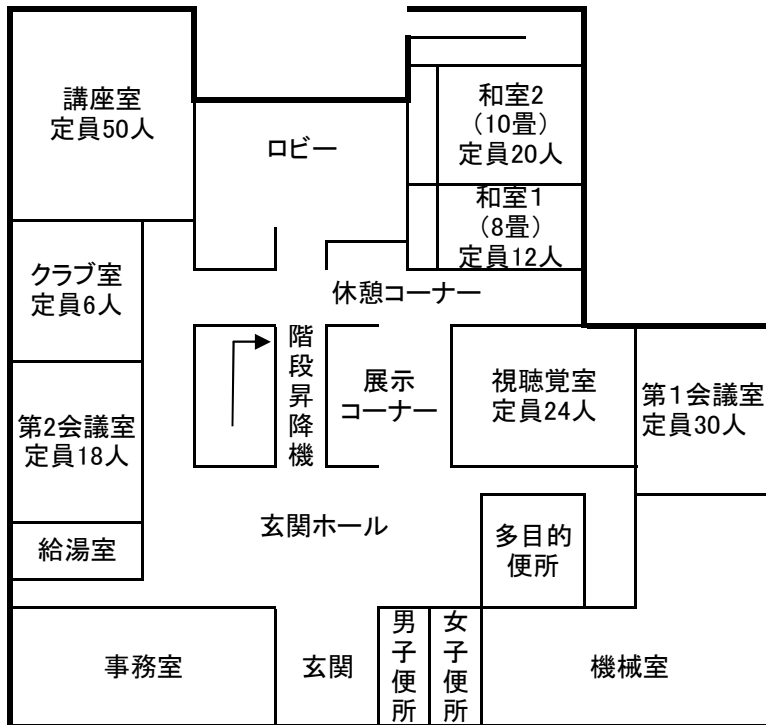 講座室
定員50人
ロビー
和室2
（10畳）
定員20人
和室1
（8畳）
定員12人
クラブ室
定員6人
休憩コーナー
階段昇降機
展示
コーナー
視聴覚室
定員24人
第1会議室
定員30人
第2会議室
定員18人
玄関ホール
多目的
便所
給湯室
事務室
玄関
男子便所
女子便所
機械室